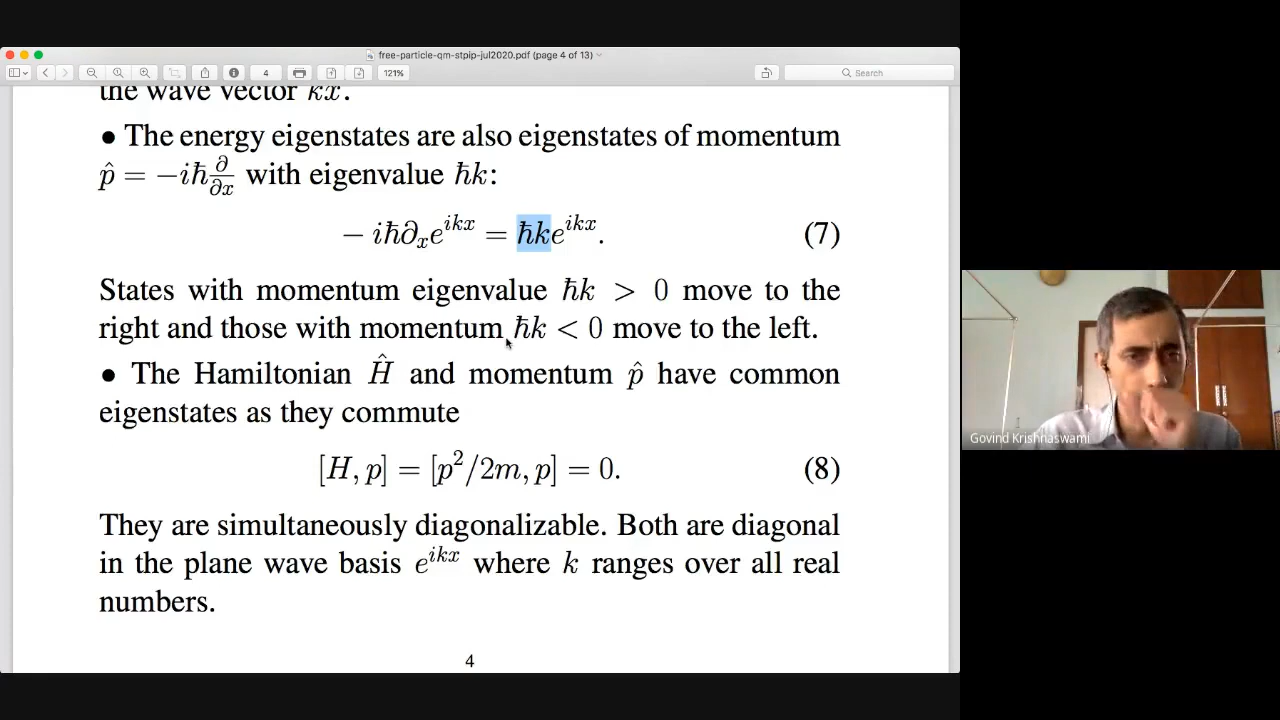 free-particle-qm-stpip-jul2020.pdf (page 4 of 13)
4
121%
Search
the wave vector kx.
• The energy eigenstates are also eigenstates of momentum
p̂ = −iħ ∂/∂x with eigenvalue ħk:
− iħ∂ₓe^{ikx} = ħke^{ikx}. (7)
States with momentum eigenvalue ħk > 0 move to the
right and those with momentum ħk < 0 move to the left.
• The Hamiltonian Ĥ and momentum p̂ have common
eigenstates as they commute
[H, p] = [p²/2m, p] = 0. (8)
They are simultaneously diagonalizable. Both are diagonal
in the plane wave basis e^{ikx} where k ranges over all real
numbers.
4
Govind Krishnaswami